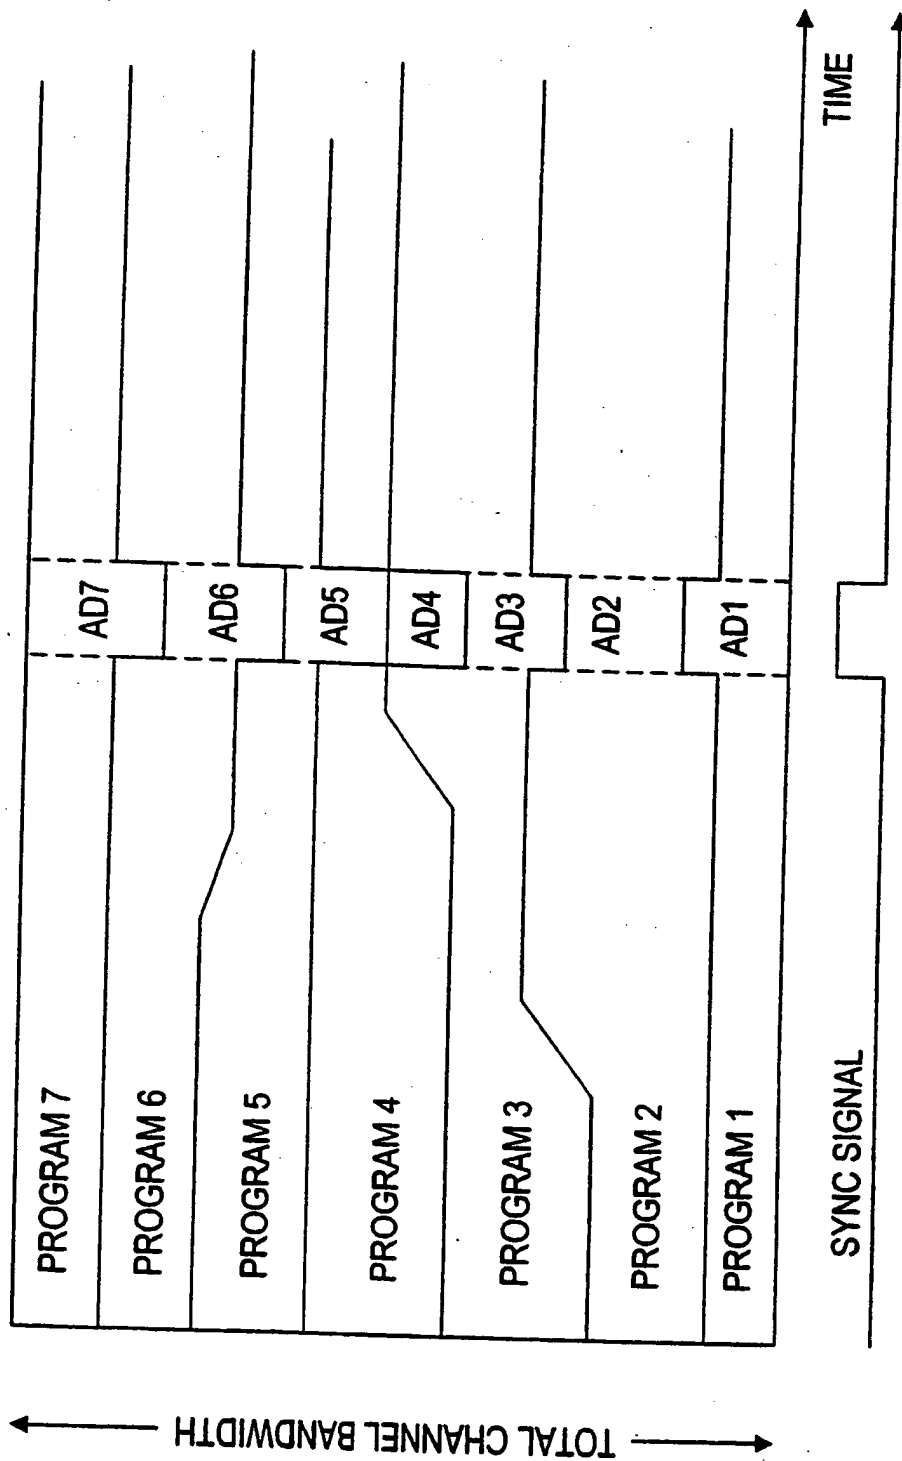 TOTAL CHANNEL BANDWIDTH
PROGRAM 7
PROGRAM 6
PROGRAM 5
PROGRAM 4
PROGRAM 3
PROGRAM 2
PROGRAM 1
AD7
AD6
AD5
AD4
AD3
AD2
AD1
TIME
SYNC SIGNAL